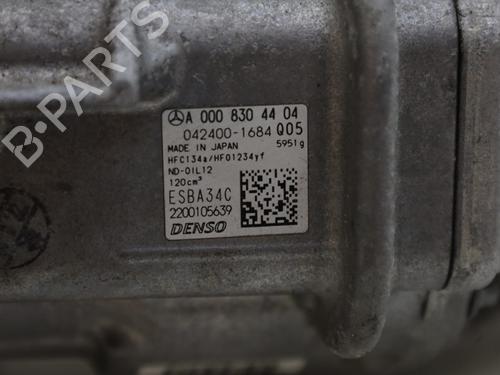 A 000 830 44 04
042400-1684 Q05
MADE IN JAPAN 5951g
HFC134a/HFO1234yf
ND-OIL12
120cm³
ESBA34C
2200105639
DENSO
B-PARTS